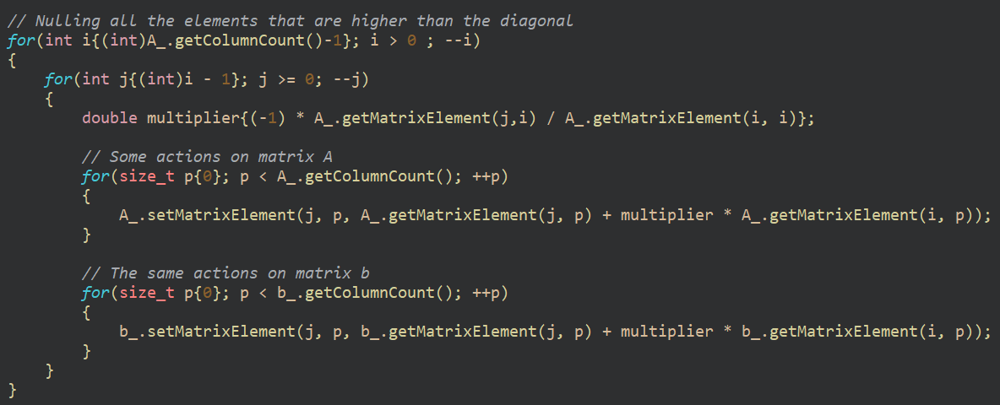 // Nulling all the elements that are higher than the diagonal
for(int i{(int)A_.getColumnCount()-1}; i > 0 ; --i)
{
    for(int j{(int)i - 1}; j >= 0; --j)
    {
        double multiplier{(-1) * A_.getMatrixElement(j,i) / A_.getMatrixElement(i, i)};

        // Some actions on matrix A
        for(size_t p{0}; p < A_.getColumnCount(); ++p)
        {
            A_.setMatrixElement(j, p, A_.getMatrixElement(j, p) + multiplier * A_.getMatrixElement(i, p));
        }

        // The same actions on matrix b
        for(size_t p{0}; p < b_.getColumnCount(); ++p)
        {
            b_.setMatrixElement(j, p, b_.getMatrixElement(j, p) + multiplier * b_.getMatrixElement(i, p));
        }
    }
}